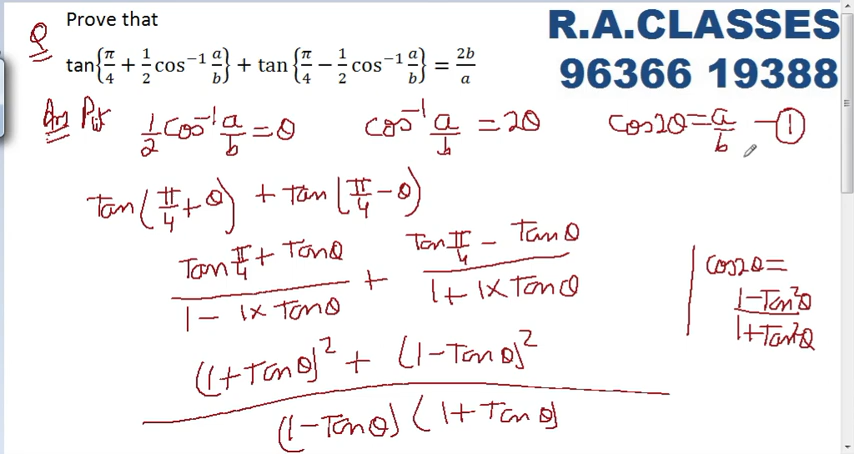 Q Prove that
R.A.CLASSES
tan{π/4 + 1/2 cos⁻¹ a/b} + tan {π/4 − 1/2 cos⁻¹ a/b} = 2b/a
96366 19388
Ans Put 1/2 Cos⁻¹ a/b = θ cos⁻¹ a/b = 2θ cos2θ = a/b — ①
Tan (π/4 + θ) + Tan (π/4 − θ)
Tan π/4 + Tanθ / 1 − 1x Tanθ + Tan π/4 − Tanθ / 1 + 1x Tanθ
cos2θ =
1−Tan²θ / 1+Tan²θ
(1+Tanθ)² + (1−Tanθ)² / (1−Tanθ) (1+Tanθ)